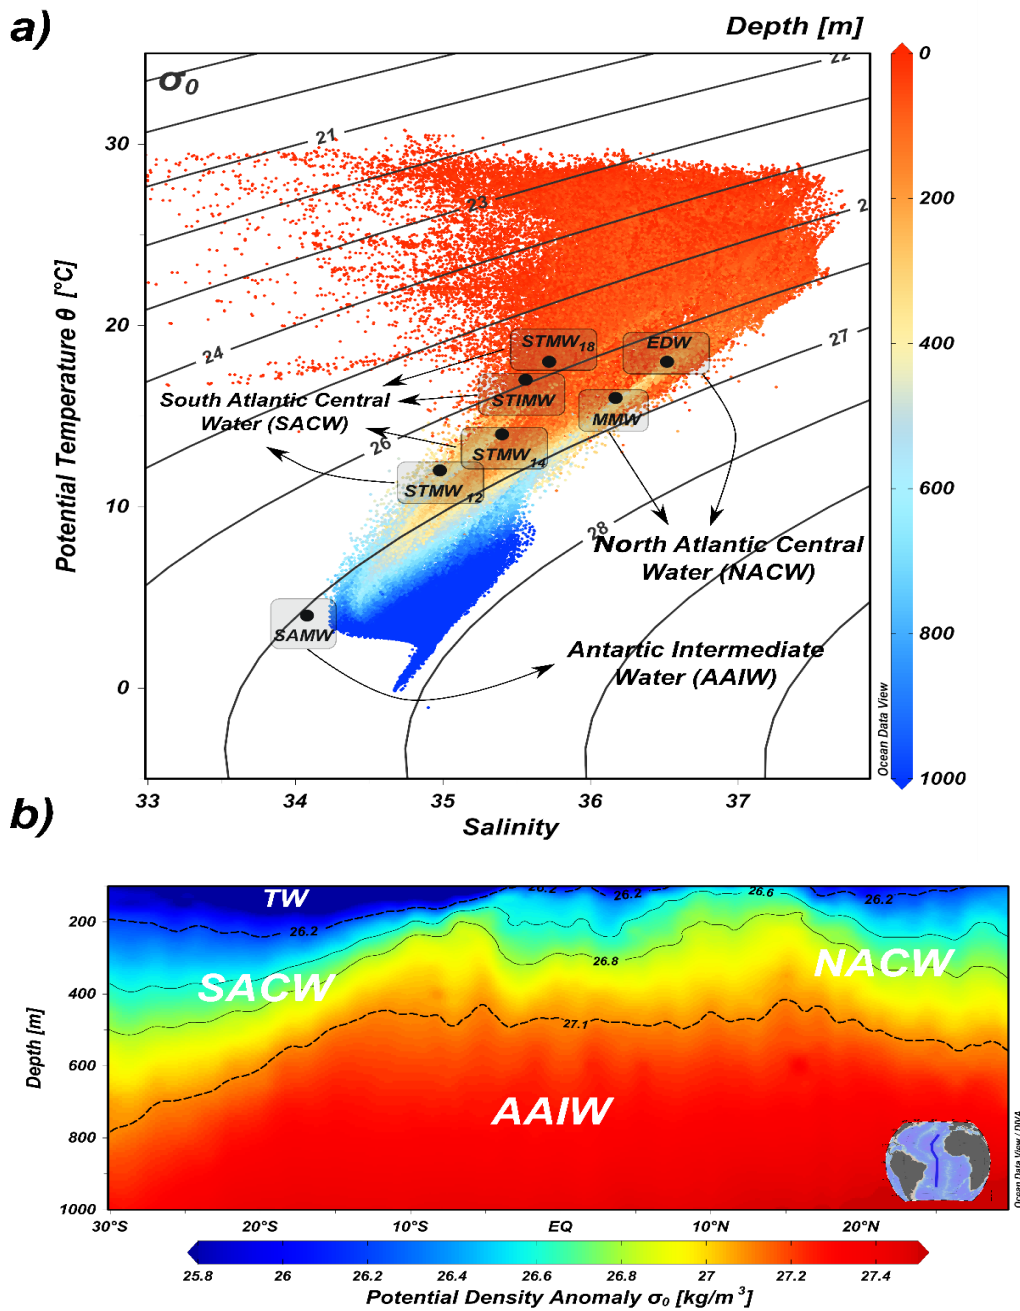 a)
Depth [m]
σ₀
22
21
23
2
24
26
27
28
30
20
10
0
Potential Temperature θ [°C]
STMW18
EDW
STIMW
MMW
STMW14
STMW12
SAMW
South Atlantic Central
Water (SACW)
North Atlantic Central
Water (NACW)
Antartic Intermediate
Water (AAIW)
0
200
400
600
800
1000
Ocean Data View
33
34
35
36
37
Salinity
b)
TW
26.2
26.2
26.2
26.6
26.2
26.8
27.1
SACW
NACW
AAIW
200
400
600
800
1000
Depth [m]
Ocean Data View / DIVA
30°S
20°S
10°S
EQ
10°N
20°N
25.8
26
26.2
26.4
26.6
26.8
27
27.2
27.4
Potential Density Anomaly σ₀ [kg/m³]